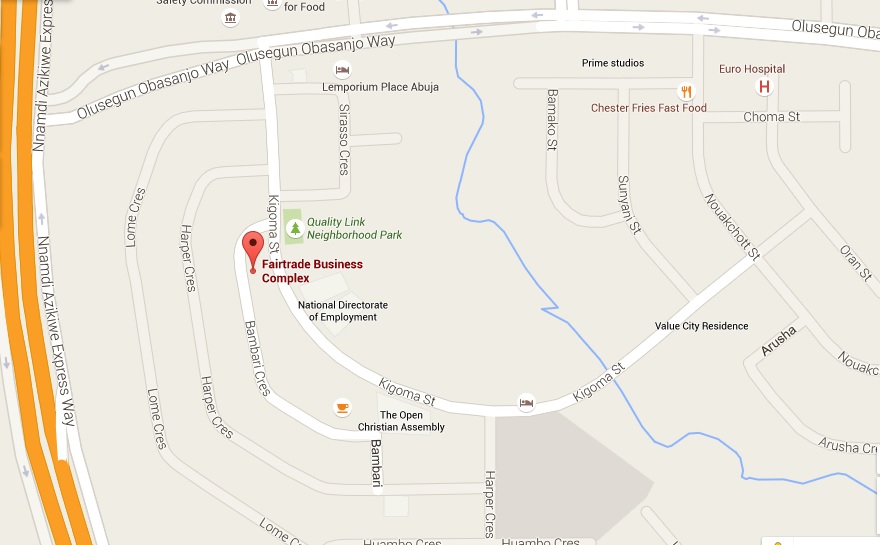 Safety Commission
for Food
Olusegun Obasanjo Way
Olusegun Obasanjo Way
Olusegun Oba
Nnamdi Azikiwe Expres
Lemporium Place Abuja
Prime studios
Euro Hospital
Chester Fries Fast Food
Choma St
Sirasso Cres
Bamako St
Sunyani St
Nouakchott St
Oran St
Lome Cres
Harper Cres
Kigoma St
Quality Link
Neighborhood Park
Fairtrade Business
Complex
National Directorate
of Employment
Nnamdi Azikiwe Express Way
Bambari Cres
Value City Residence
Arusha
Nouakc
Kigoma St
Kigoma St
The Open
Christian Assembly
Lome Cres
Harper Cres
Bambari
Harper Cres
Arusha Cr
Lome Cres
Huambo Cres
Huambo Cres